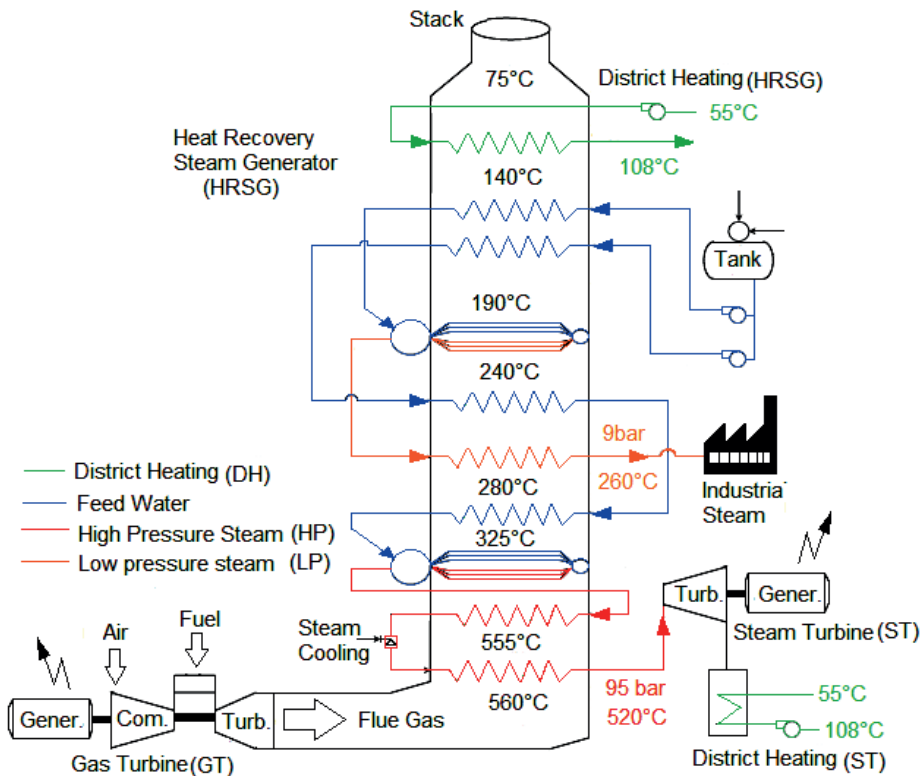 Stack
75°C
District Heating (HRSG)
55°C
Heat Recovery
Steam Generator
(HRSG)
108°C
140°C
Tank
190°C
240°C
9bar
260°C
Industria
Steam
District Heating (DH)
Feed Water
High Pressure Steam (HP)
Low pressure steam (LP)
280°C
325°C
Turb.
Gener.
Steam Turbine (ST)
Air
Fuel
Steam
Cooling
555°C
560°C
95 bar
520°C
Gener.
Com.
Turb.
Flue Gas
55°C
108°C
Gas Turbine (GT)
District Heating (ST)